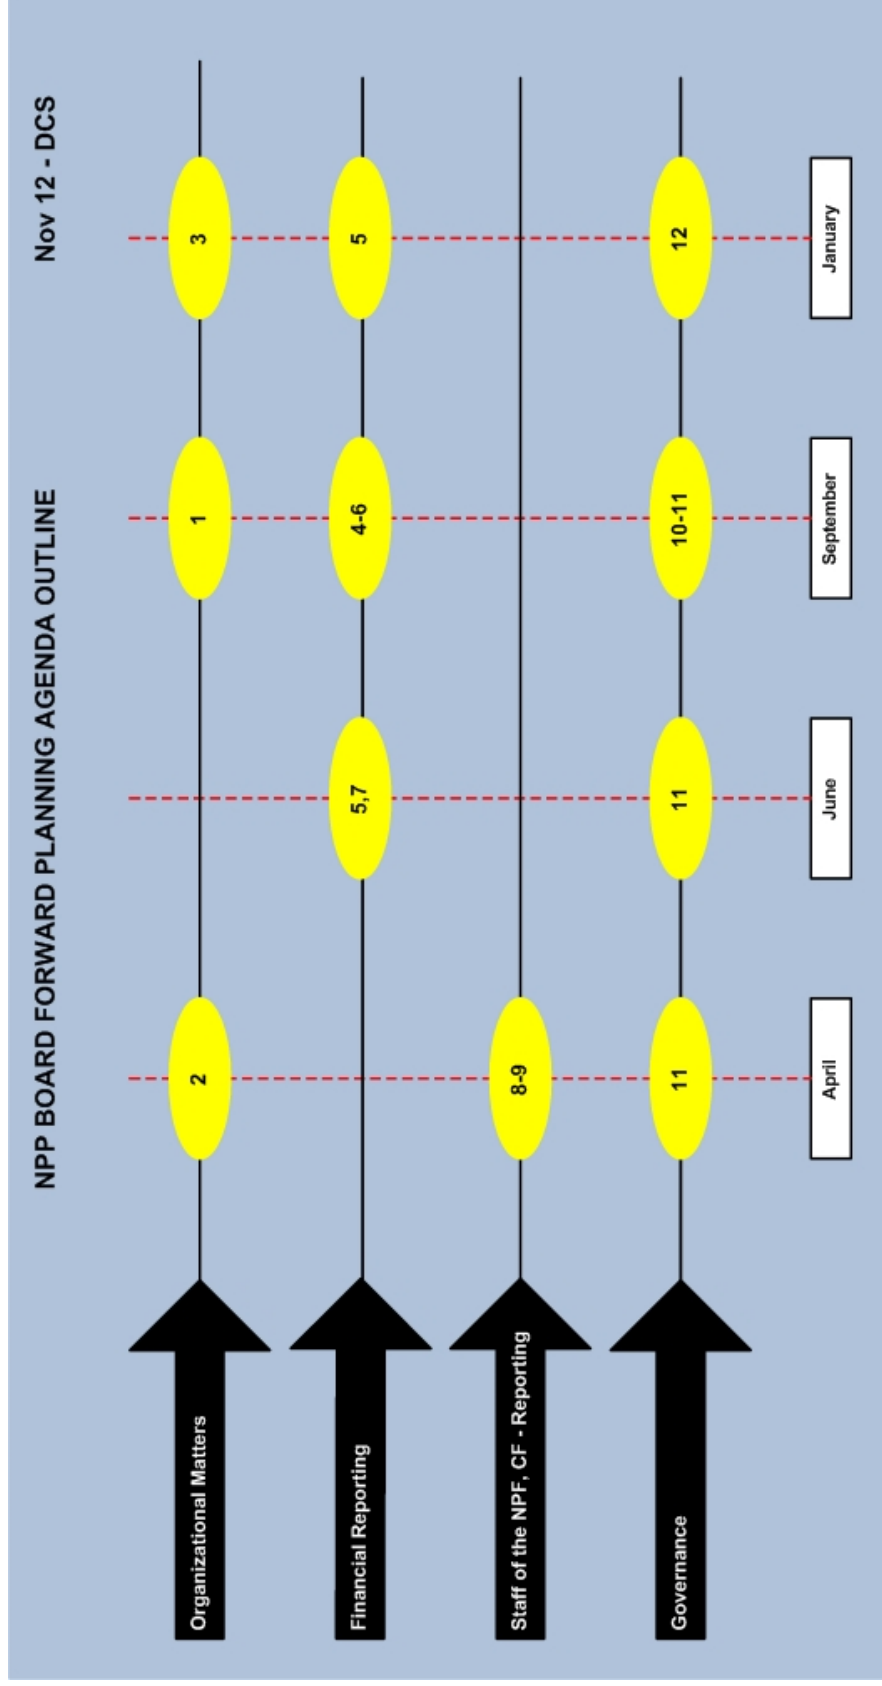 NPP BOARD FORWARD PLANNING AGENDA OUTLINE
Nov 12 - DCS
Organizational Matters
2
1
3
Financial Reporting
5,7
4-6
5
Staff of the NPF, CF - Reporting
8-9
Governance
11
11
10-11
12
April
June
September
January